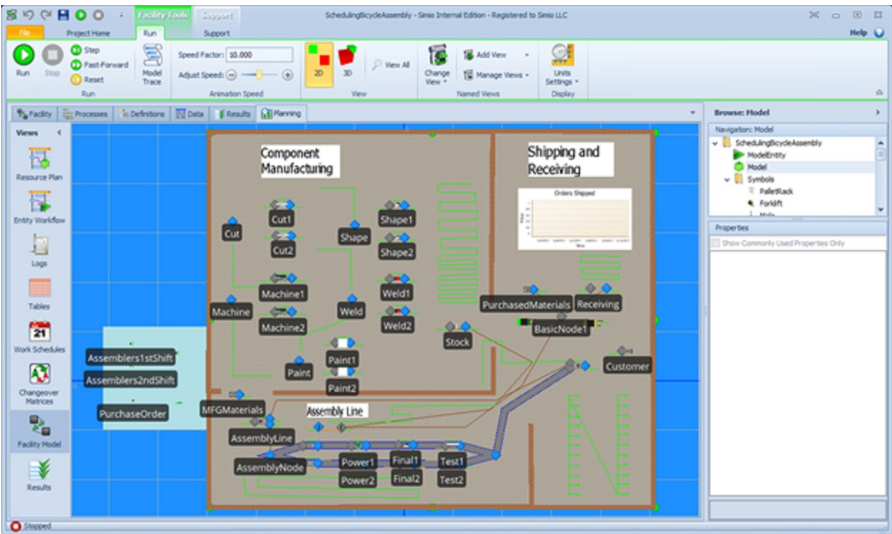 Facility Tools
Support
SchedulingBicycleAssembly - Simio Internal Edition - Registered to Simio LLC
File
Project Home
Run
Support
Help
Run
Stop
Step
Fast-Forward
Reset
Run
Model
Trace
Speed Factor: 10.000
Adjust Speed:
Animation Speed
2D
3D
View All
View
Change
View
Add View
Manage Views
Named Views
Units
Settings
Display
Facility
Processes
Definitions
Data
Results
Planning
Views
Resource Plan
Entity Workflow
Logs
Tables
21
Work Schedules
Changeover
Matrices
Facility Model
Results
Component
Manufacturing
Shipping and
Receiving
Orders Shipped
Cut
Cut1
Cut2
Shape
Shape1
Shape2
Machine
Machine1
Machine2
Weld
Weld1
Weld2
Paint
Paint1
Paint2
Stock
PurchasedMaterials
Receiving
BasicNode1
Customer
Assemblers1stShift
Assemblers2ndShift
PurchaseOrder
MFGMaterials
Assembly Line
AssemblyLine
AssemblyNode
Power1
Final1
Test1
Power2
Final2
Test2
Browse: Model
Navigation: Model
SchedulingBicycleAssembly
ModelEntity
Model
Symbols
PalletRack
Forklift
Properties
Show Commonly Used Properties Only
Stopped